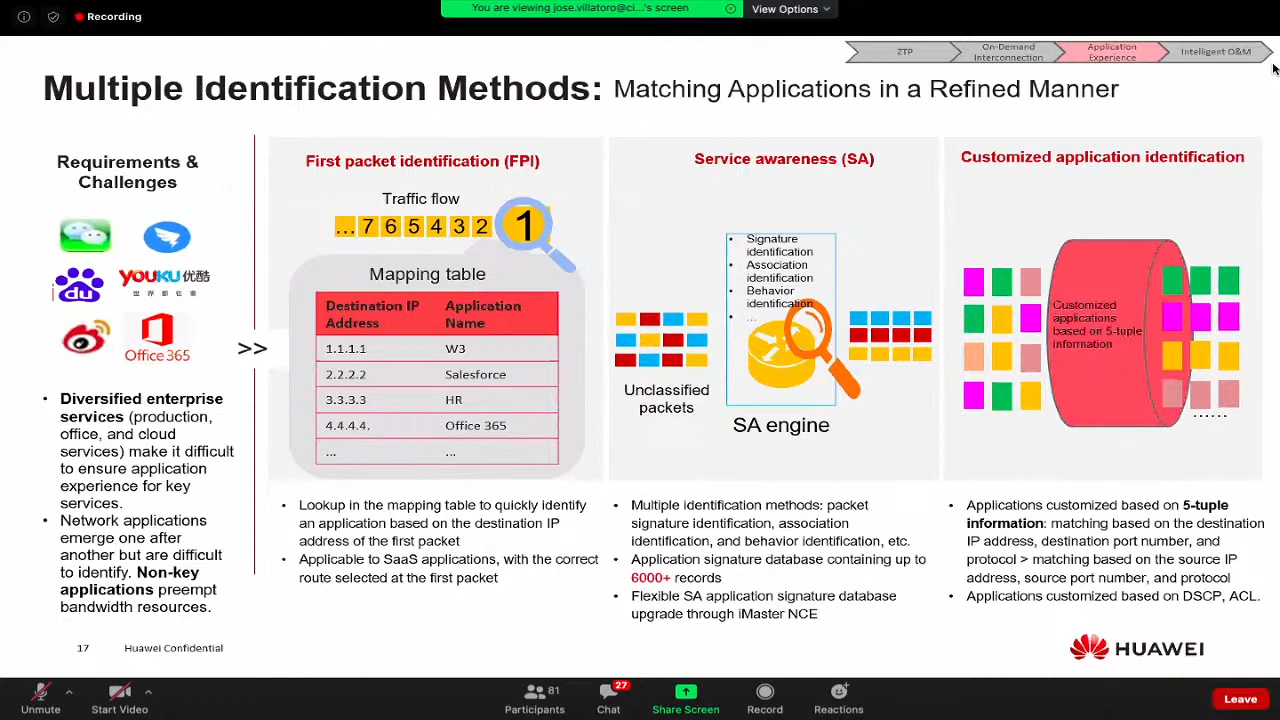 Recording
You are viewing jose.villatoro@ci...'s screen
View Options
ZTP
On-Demand
Interconnection
Application
Experience
Intelligent O&M
Multiple Identification Methods: Matching Applications in a Refined Manner
Requirements &
Challenges
du
YOUKU优酷
世界都在看
Office 365
>>
• Diversified enterprise
services (production,
office, and cloud
services) make it difficult
to ensure application
experience for key
services.
• Network applications
emerge one after
another but are difficult
to identify. Non-key
applications preempt
bandwidth resources.
First packet identification (FPI)
Traffic flow
... 7 6 5 4 3 2 1
Mapping table
Destination IP
Address
Application
Name
1.1.1.1 W3
2.2.2.2 Salesforce
3.3.3.3 HR
4.4.4.4. Office 365
... ...
• Lookup in the mapping table to quickly identify
an application based on the destination IP
address of the first packet
• Applicable to SaaS applications, with the correct
route selected at the first packet
Service awareness (SA)
• Signature
identification
• Association
identification
• Behavior
identification
• ...
Unclassified
packets
SA engine
• Multiple identification methods: packet
signature identification, association
identification, and behavior identification, etc.
• Application signature database containing up to
6000+ records
• Flexible SA application signature database
upgrade through iMaster NCE
Customized application identification
Customized
applications
based on 5-tuple
information
......
• Applications customized based on 5-tuple
information: matching based on the destination
IP address, destination port number, and
protocol > matching based on the source IP
address, source port number, and protocol
• Applications customized based on DSCP, ACL.
17 Huawei Confidential
HUAWEI
Unmute
Start Video
81
Participants
27
Chat
Share Screen
Record
Reactions
Leave